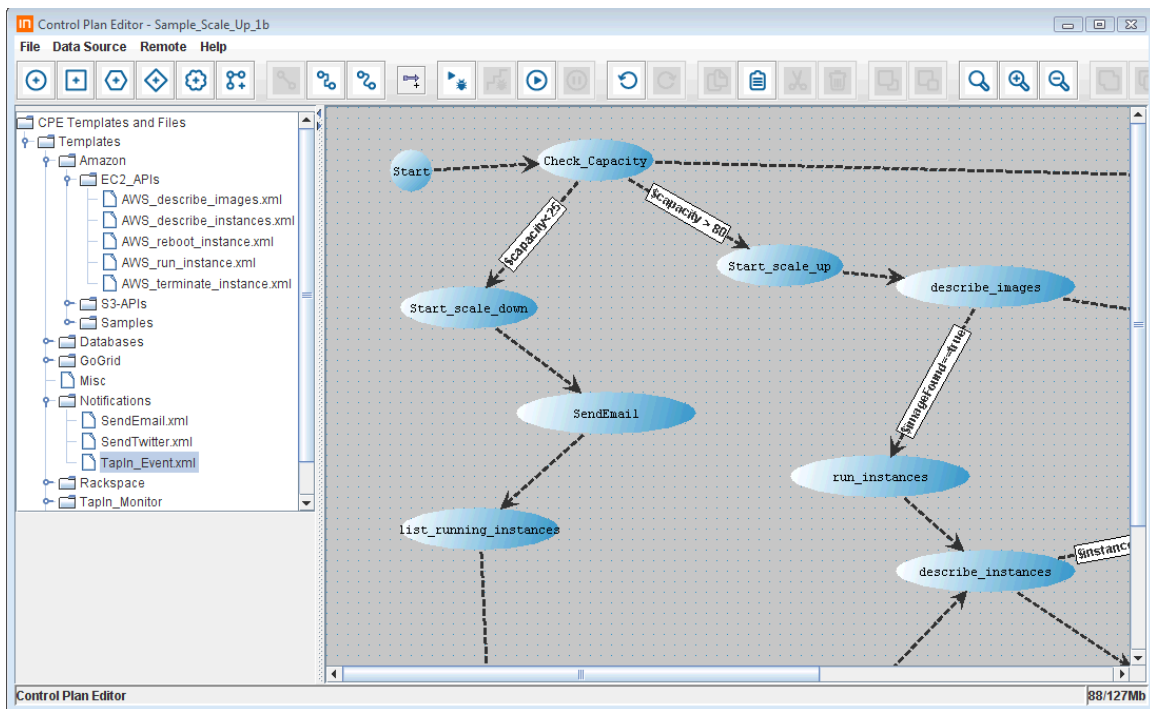 Control Plan Editor - Sample_Scale_Up_1b
File Data Source Remote Help
CPE Templates and Files
Templates
Amazon
EC2_APIs
AWS_describe_images.xml
AWS_describe_instances.xml
AWS_reboot_instance.xml
AWS_run_instance.xml
AWS_terminate_instance.xml
S3-APIs
Samples
Databases
GoGrid
Misc
Notifications
SendEmail.xml
SendTwitter.xml
TapIn_Event.xml
Rackspace
TapIn_Monitor
Start
Check_Capacity
$capacity<25
$capacity > 80
Start_scale_up
describe_images
Start_scale_down
$imageFound==true
SendEmail
run_instances
list_running_instances
describe_instances
$instanc
Control Plan Editor
88/127Mb